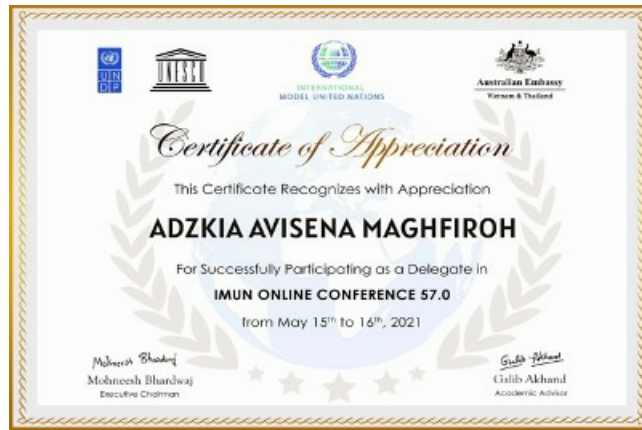 UN
DP
UNESCO
INTERNATIONAL
MODEL UNITED NATIONS
Australian Embassy
Vietnam & Thailand
Certificate of Appreciation
This Certificate Recognizes with Appreciation
ADZKIA AVISENA MAGHFIROH
For Successfully Participating as a Delegate in
IMUN ONLINE CONFERENCE 57.0
from May 15th to 16th, 2021
Mohneesh Bhardwaj
Mohneesh Bhardwaj
Executive Chairman
Galib Akhand
Galib Akhand
Academic Advisor